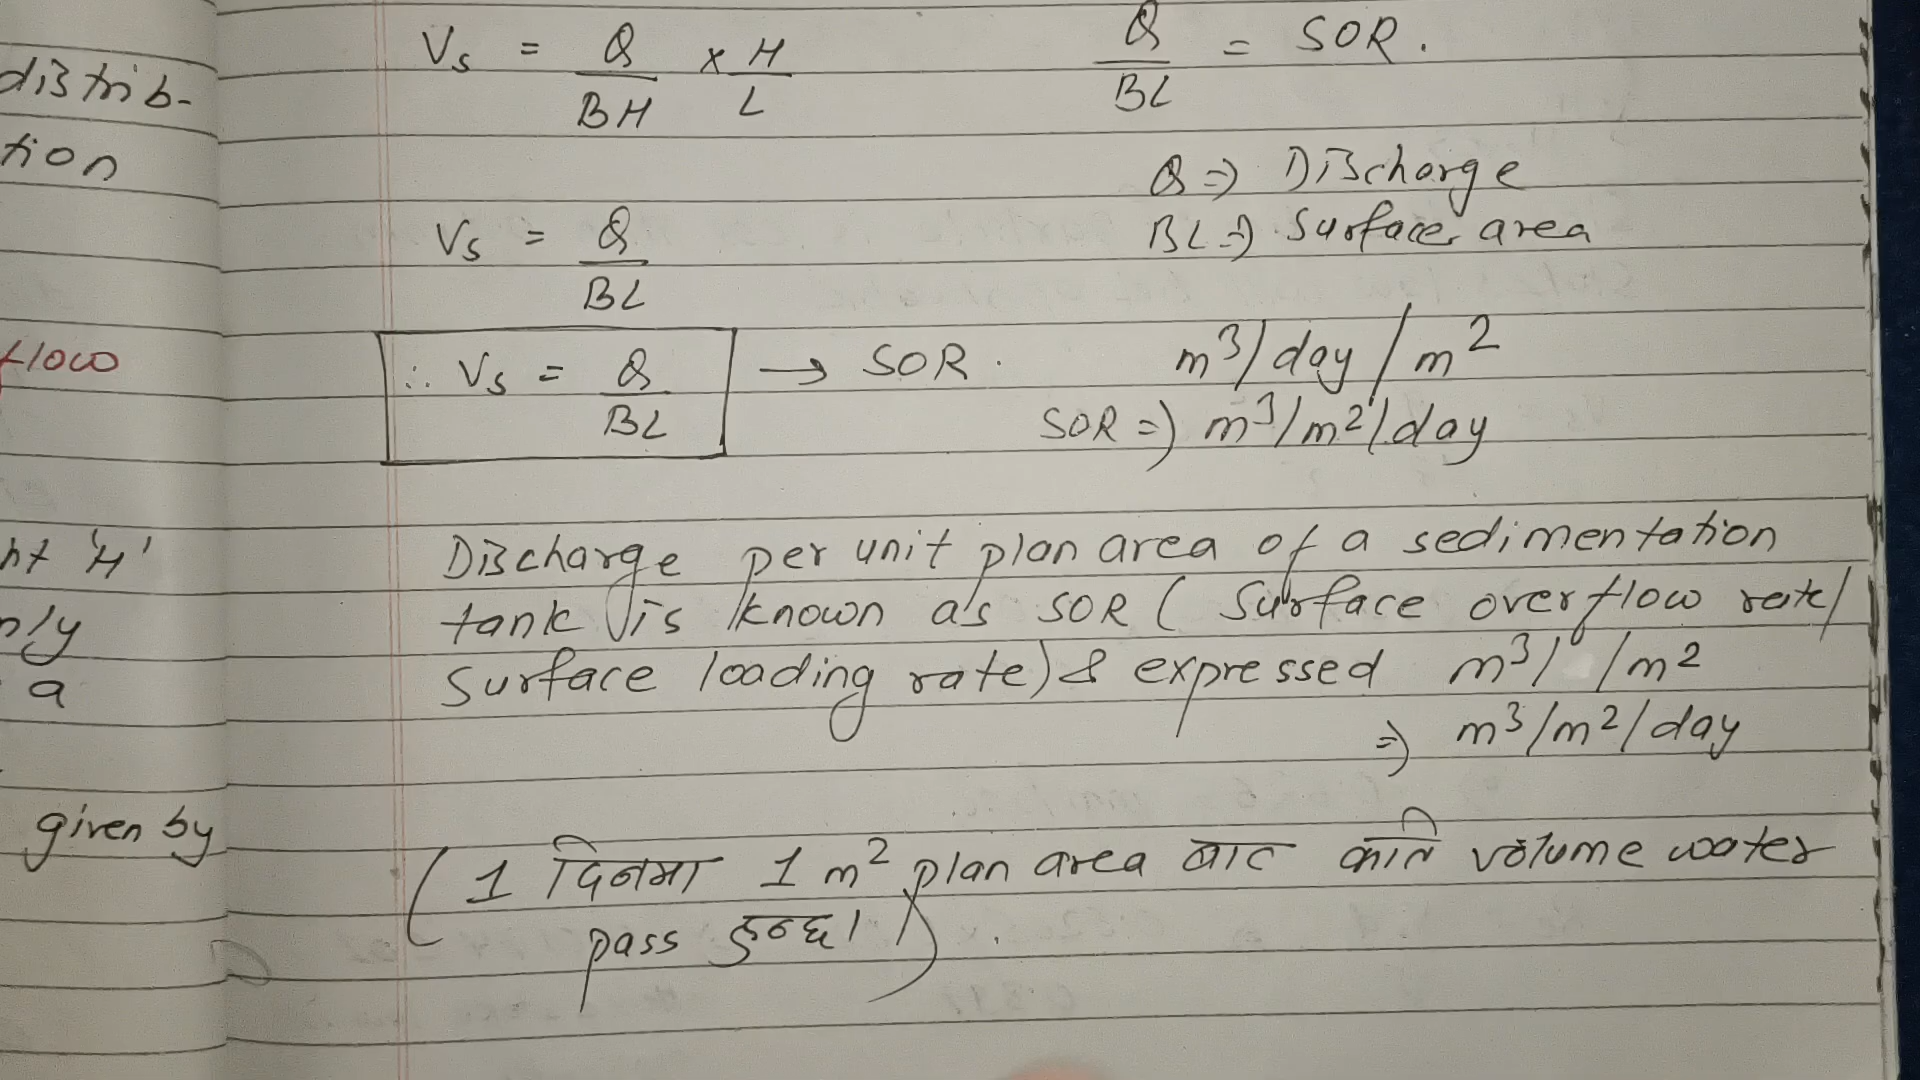 distrib-
tion
flow
ht 'H'
nly
a
given by
Vs = Q/BH × H/L
Q/BL = SOR.
Q => Discharge
BL => Surface area
Vs = Q/BL
∴ Vs = Q/BL → SOR.
m³/day/m²
SOR => m³/m²/day
Discharge per unit plan area of a sedimentation
tank is known as SOR ( Surface overflow rate/
Surface loading rate) & expressed m³/ /m²
=> m³/m²/day
(1 दिनमा 1 m² plan area बाट कति volume water
pass हुन्छ।)